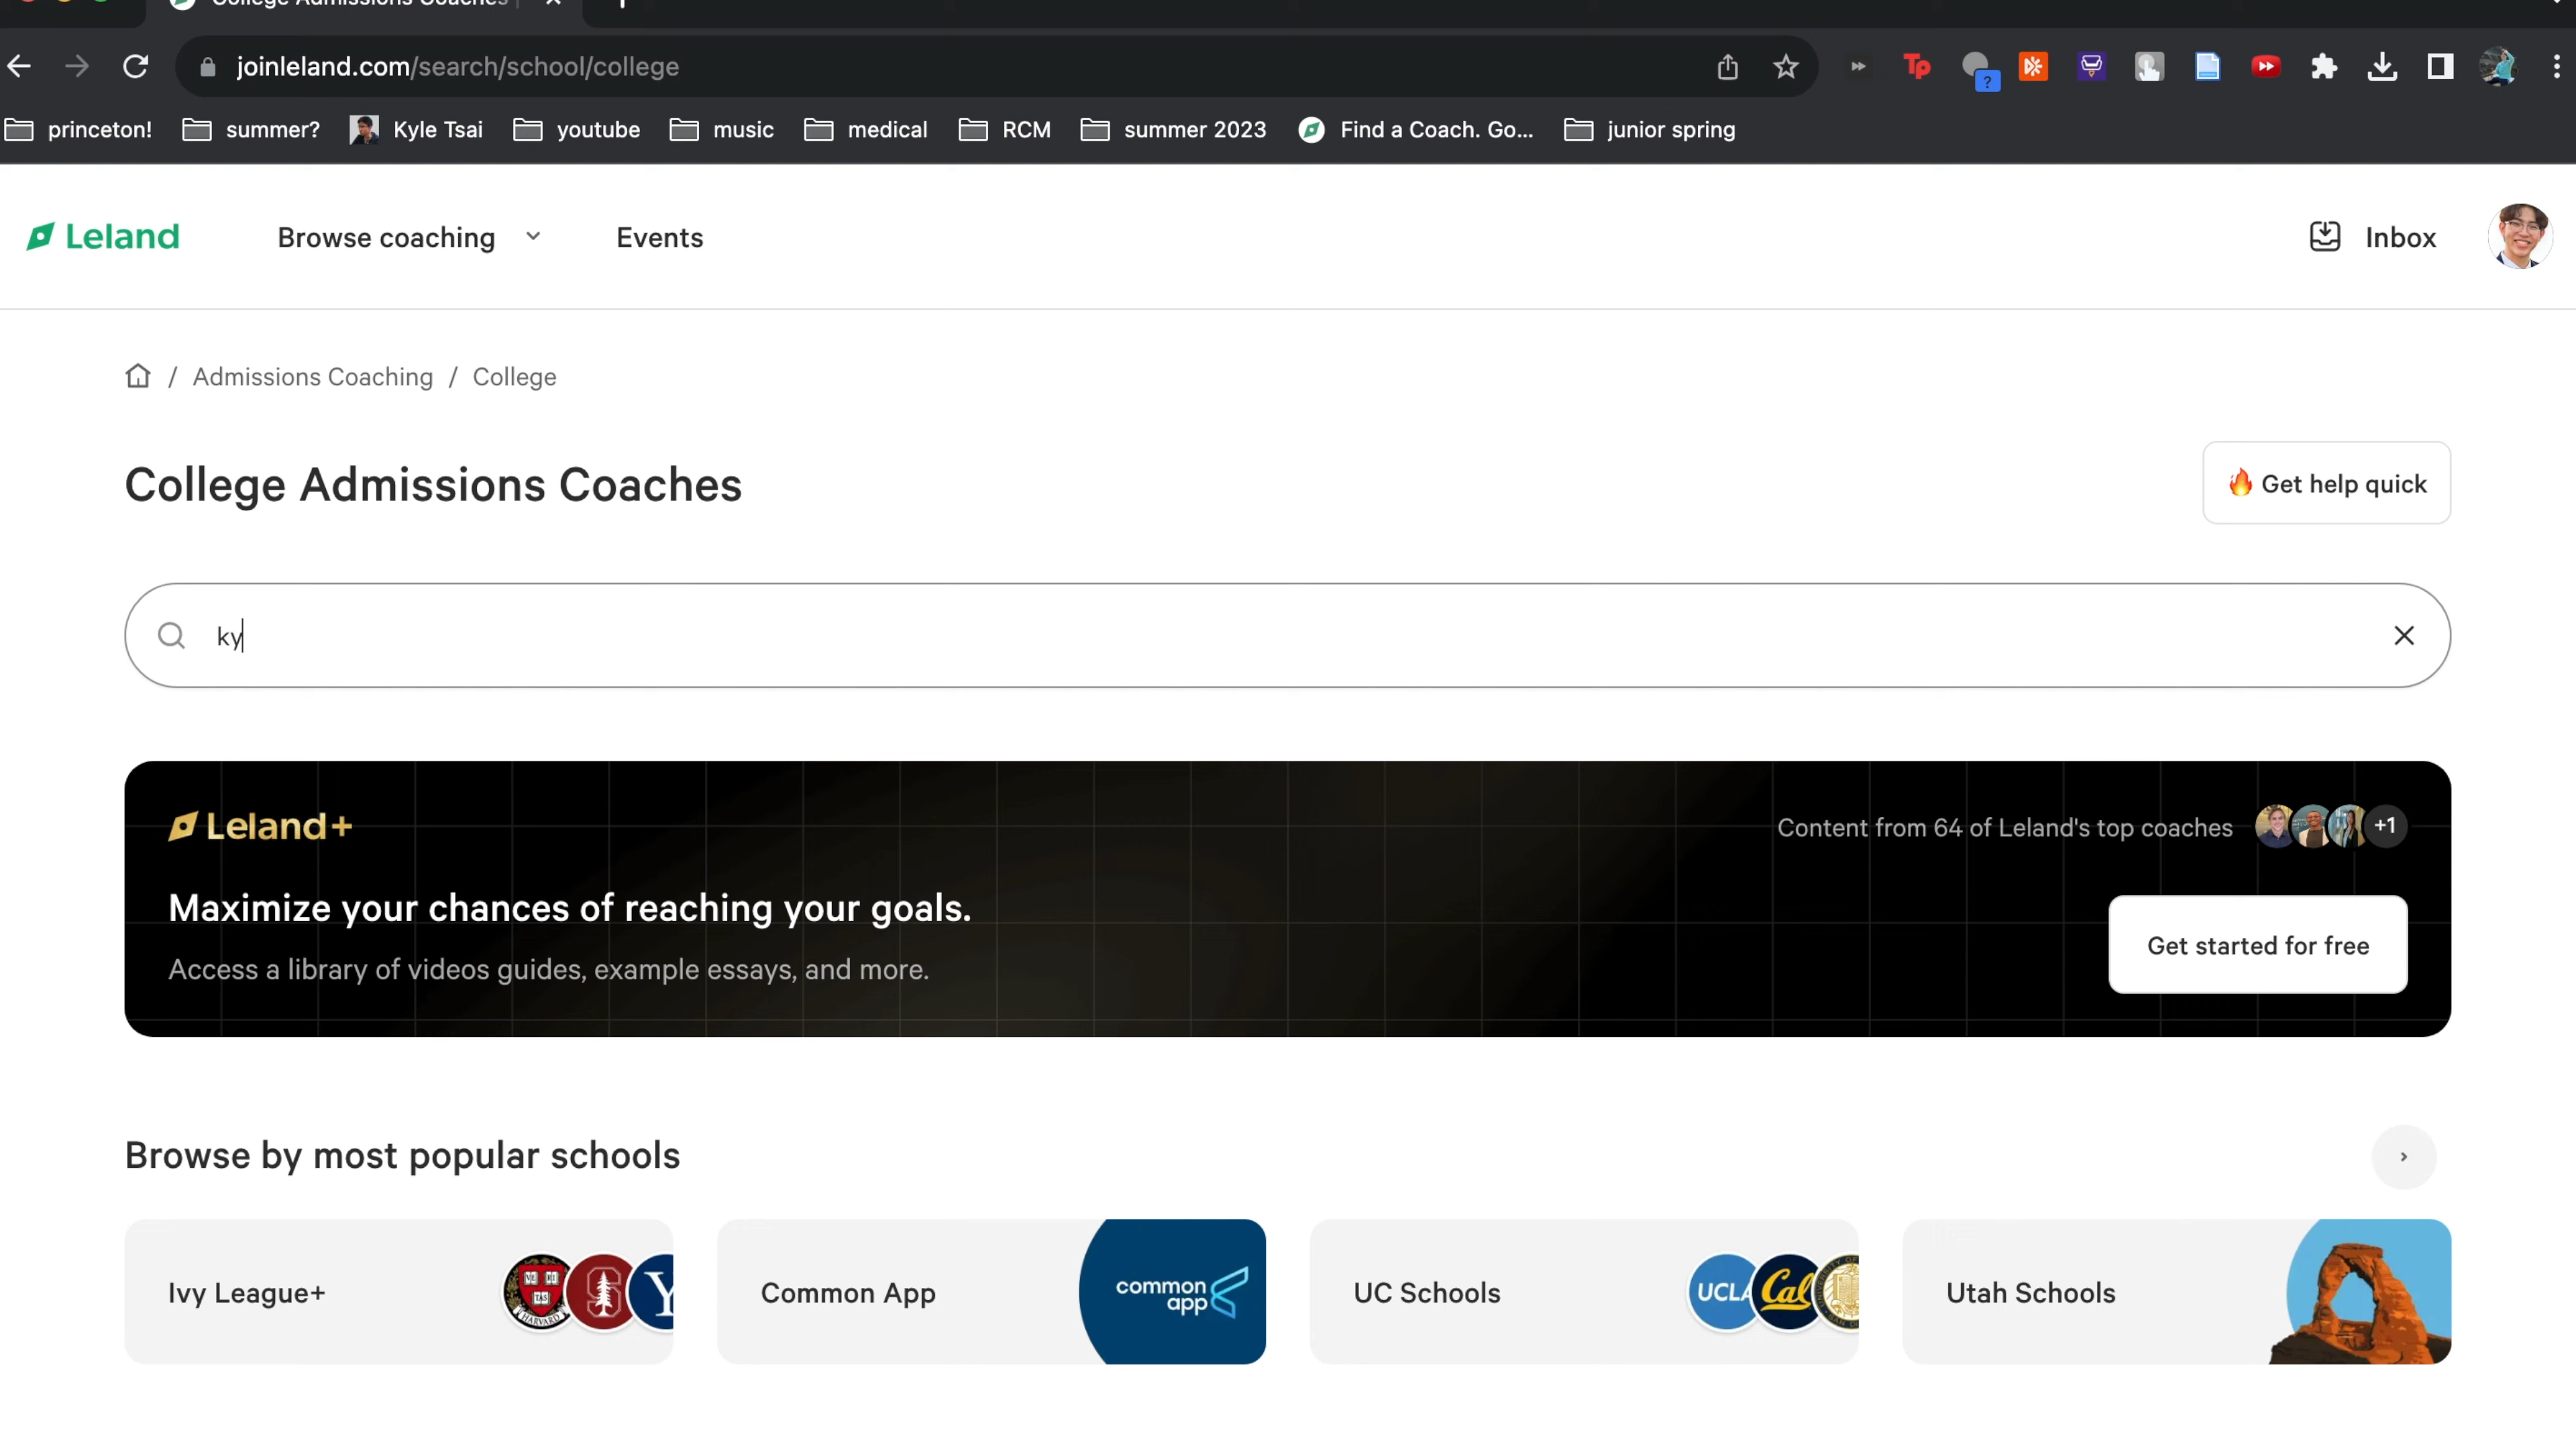 College Admissions Coaches
joinleland.com/search/school/college
princeton! summer? Kyle Tsai youtube music medical RCM summer 2023 Find a Coach. Go... junior spring
Leland Browse coaching Events Inbox
/ Admissions Coaching / College
College Admissions Coaches
🔥 Get help quick
ky
Leland+
Content from 64 of Leland's top coaches +1
Maximize your chances of reaching your goals.
Access a library of videos guides, example essays, and more.
Get started for free
Browse by most popular schools
Ivy League+
HARVARD
S
Y
Common App
common
app
UC Schools
UCLA
Cal
Utah Schools